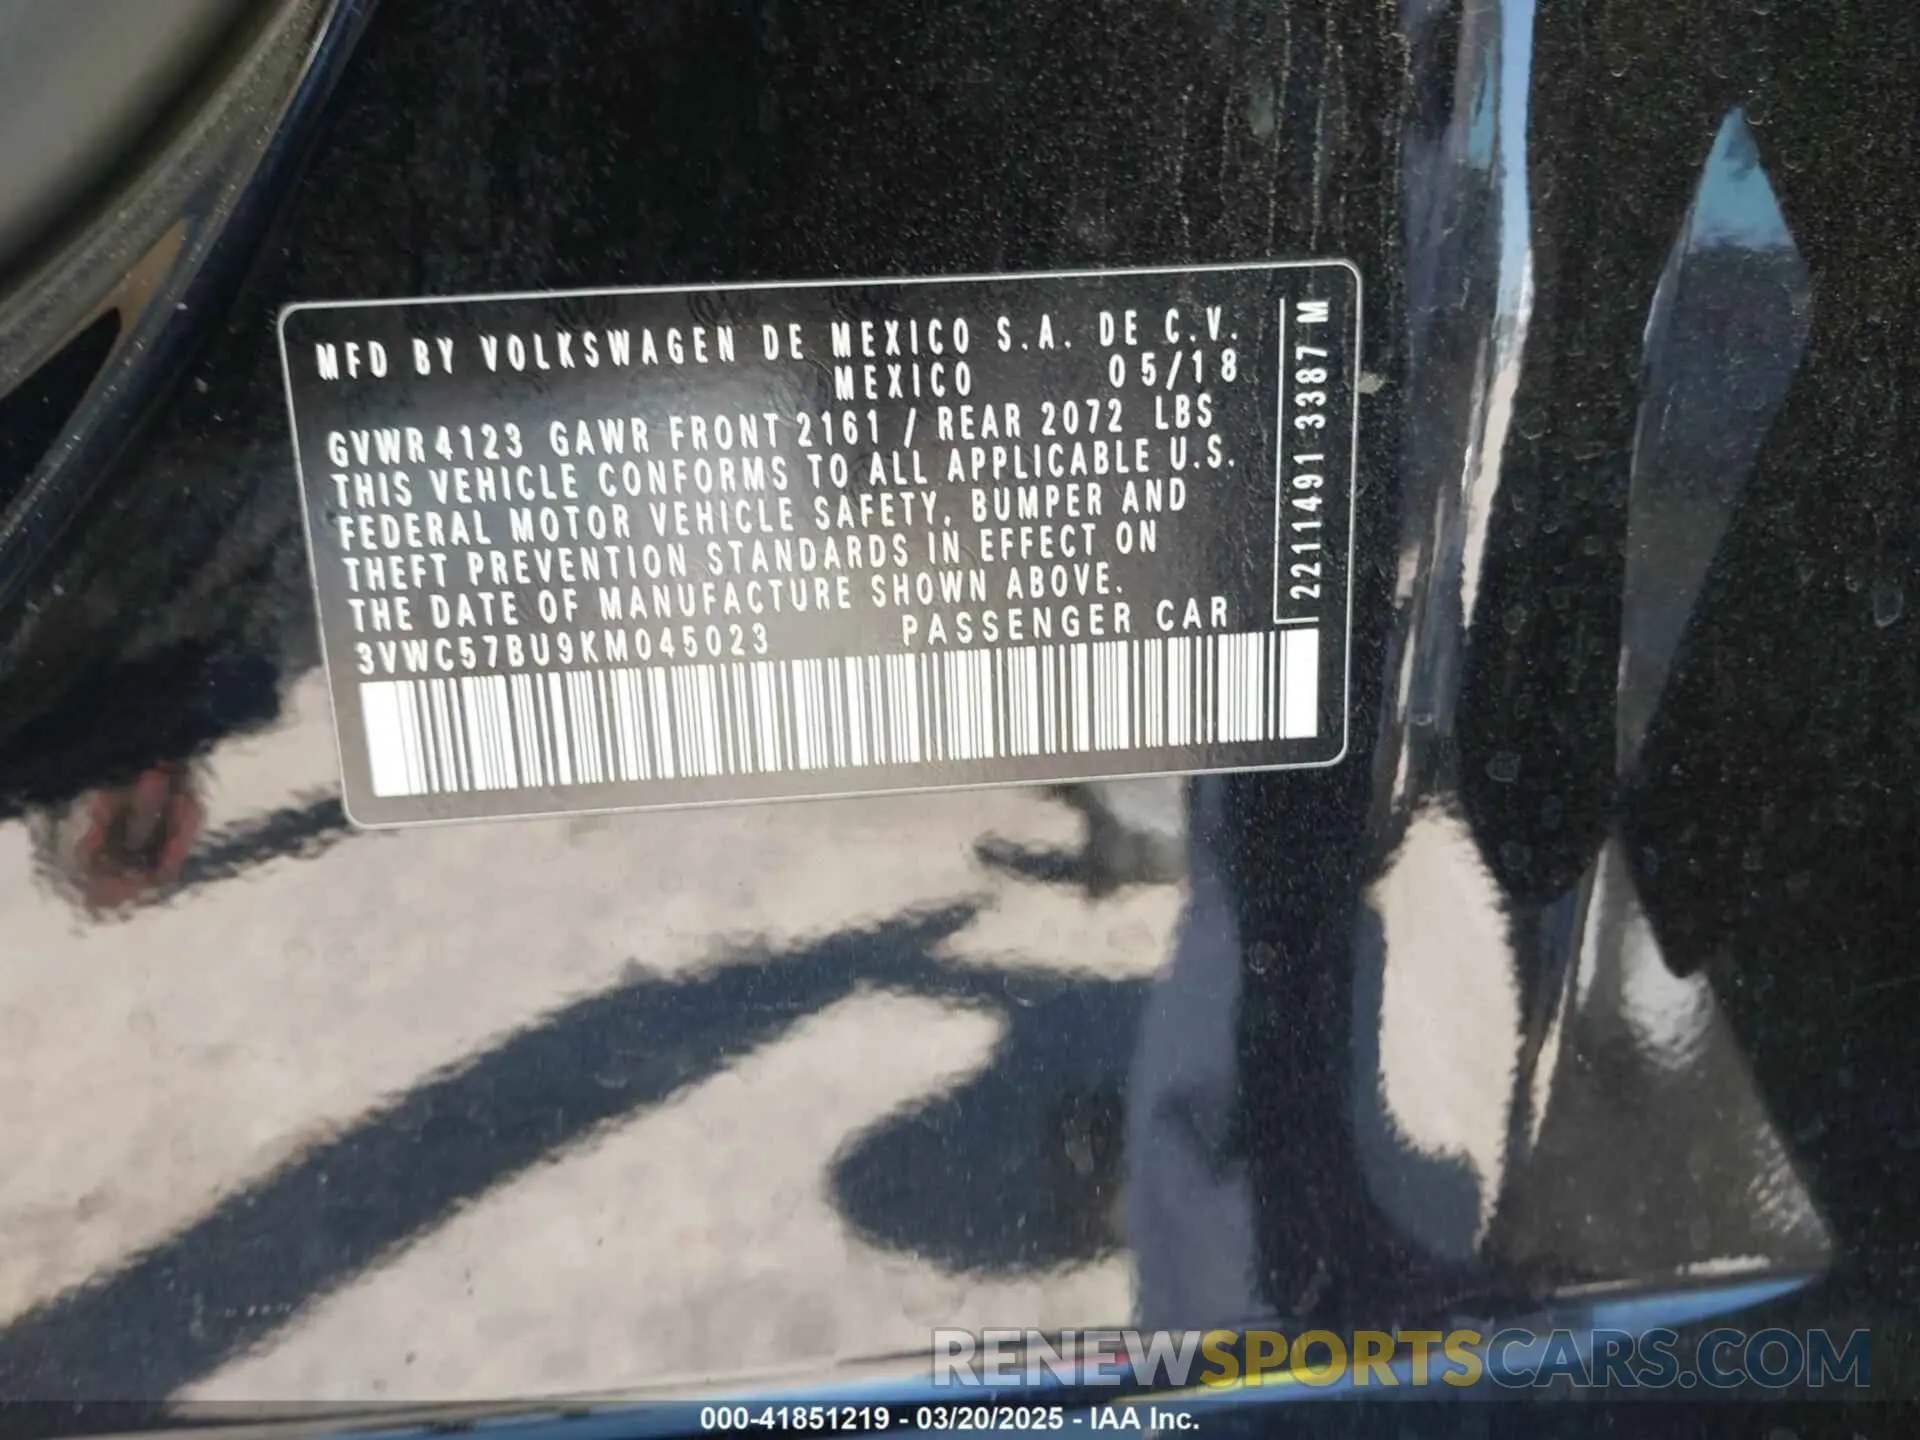 MFD BY VOLKSWAGEN DE MEXICO S.A. DE C.V.
MEXICO 05/18
GVWR 4123 GAWR FRONT 2161 / REAR 2072 LBS
THIS VEHICLE CONFORMS TO ALL APPLICABLE U.S.
FEDERAL MOTOR VEHICLE SAFETY, BUMPER AND
THEFT PREVENTION STANDARDS IN EFFECT ON
THE DATE OF MANUFACTURE SHOWN ABOVE.
3VWC57BU9KM045023 PASSENGER CAR
2211491 3387 M
RENEWSPORTSCARS.COM
000-41851219 - 03/20/2025 - IAA Inc.